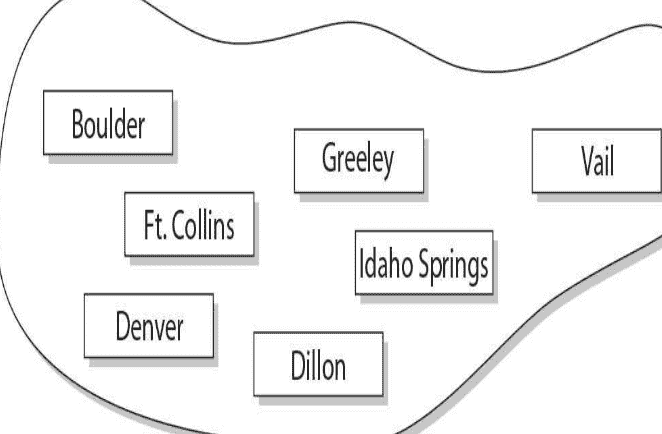 Boulder
Greeley
Vail
Ft. Collins
Idaho Springs
Denver
Dillon